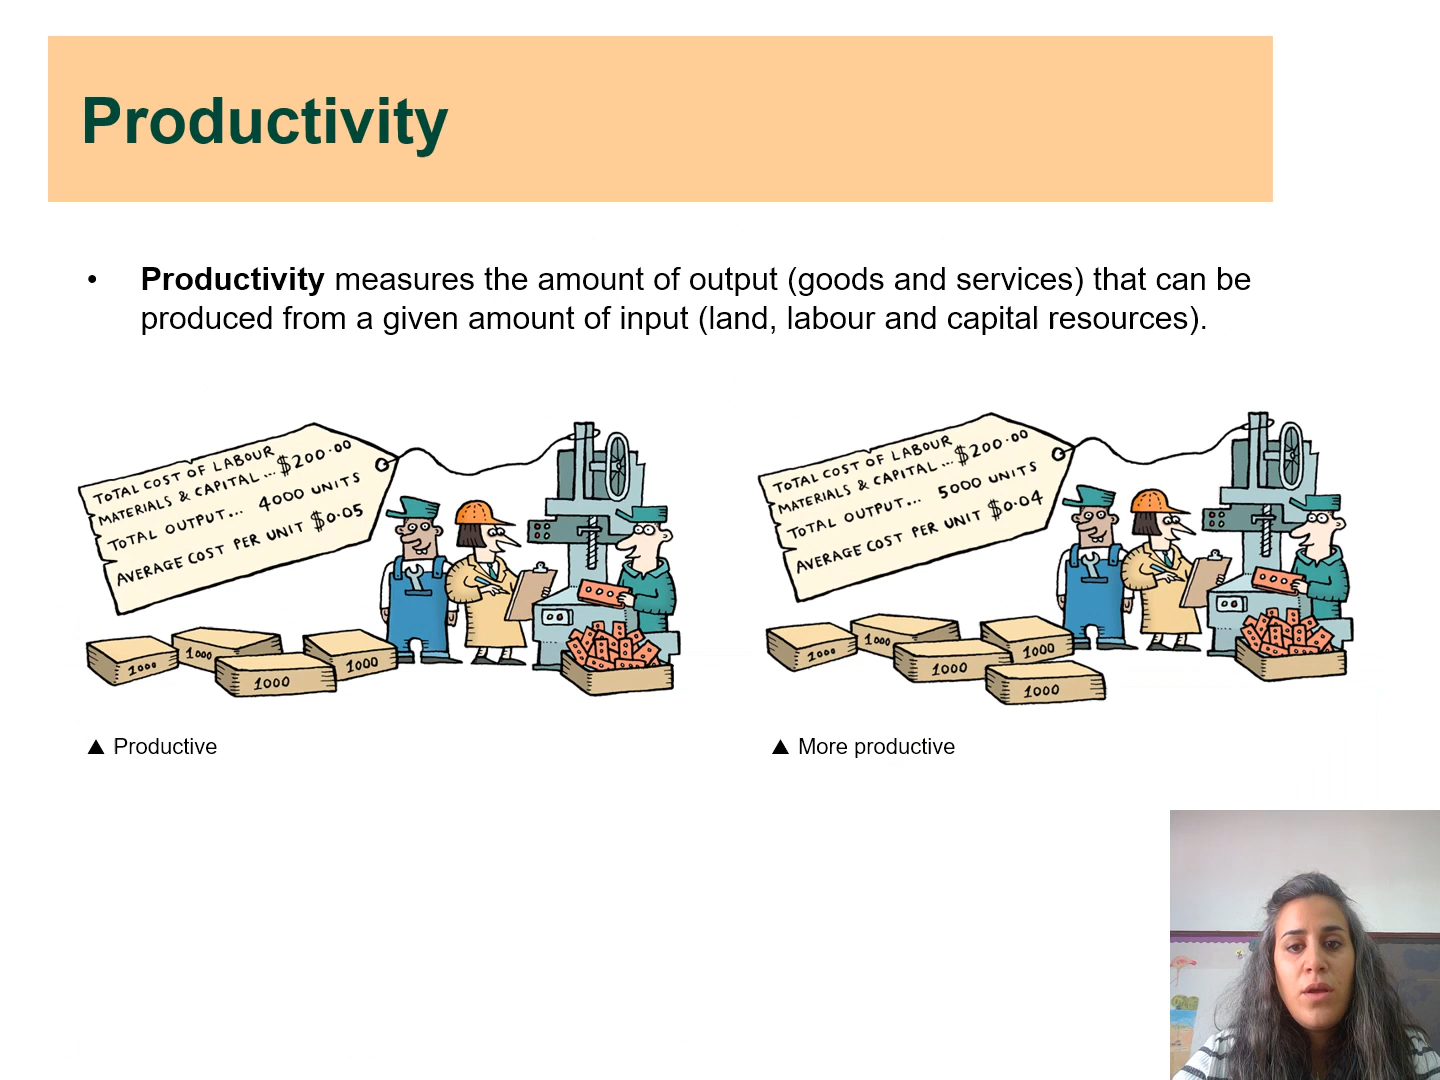 Productivity
• Productivity measures the amount of output (goods and services) that can be
produced from a given amount of input (land, labour and capital resources).
TOTAL COST OF LABOUR
MATERIALS & CAPITAL... $200.00
TOTAL OUTPUT... 4000 UNITS
AVERAGE COST PER UNIT $0.05
1000
1000
1000
1000
▲ Productive
TOTAL COST OF LABOUR
MATERIALS & CAPITAL... $200.00
TOTAL OUTPUT... 5000 UNITS
AVERAGE COST PER UNIT $0.04
1000
1000
1000
1000
1000
▲ More productive